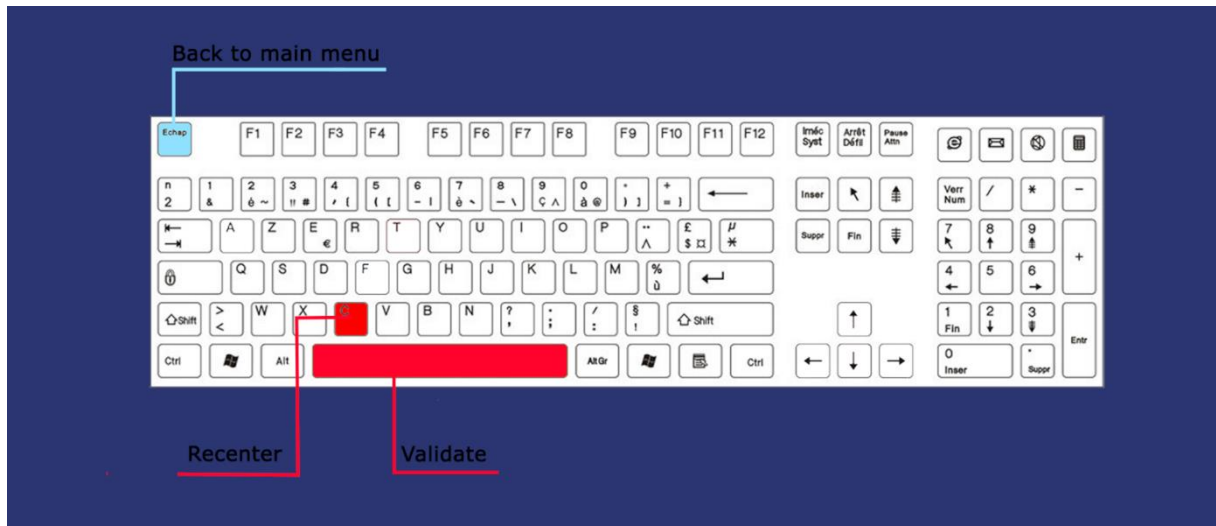 Back to main menu
Echap F1 F2 F3 F4 F5 F6 F7 F8 F9 F10 F11 F12 Iméc Syst Arrêt Défil Pause Attn
n 2 1 & 2 é ~ 3 " # 4 ' { 5 ( [ 6 - | 7 è ` 8 — \ 9 Ç ^ 0 à @ ° ) ] + = } ← Inser Verr Num / * -
A Z E € R T Y U I O P ¨ ^ £ $ ¤ µ * Suppr Fin 7 8 9 +
Q S D F G H J K L M % ù 4 5 6
Shift > < W X C V B N ? , . ; / : § ! Shift 1 Fin 2 3 Entr
Ctrl Alt Alt Gr Ctrl 0 Inser . Suppr
Recenter Validate